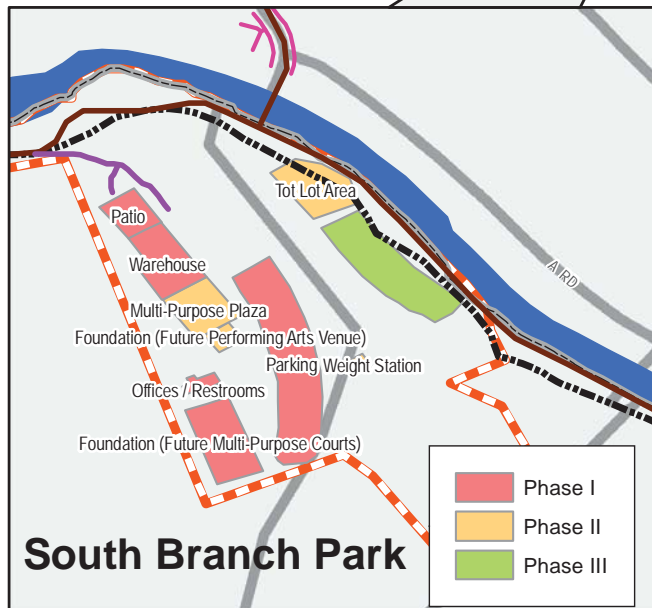 Tot Lot Area
Patio
Warehouse
A RD
Multi-Purpose Plaza
Foundation (Future Performing Arts Venue)
Parking
Weight Station
Offices / Restrooms
Foundation (Future Multi-Purpose Courts)
Phase I
Phase II
Phase III
South Branch Park